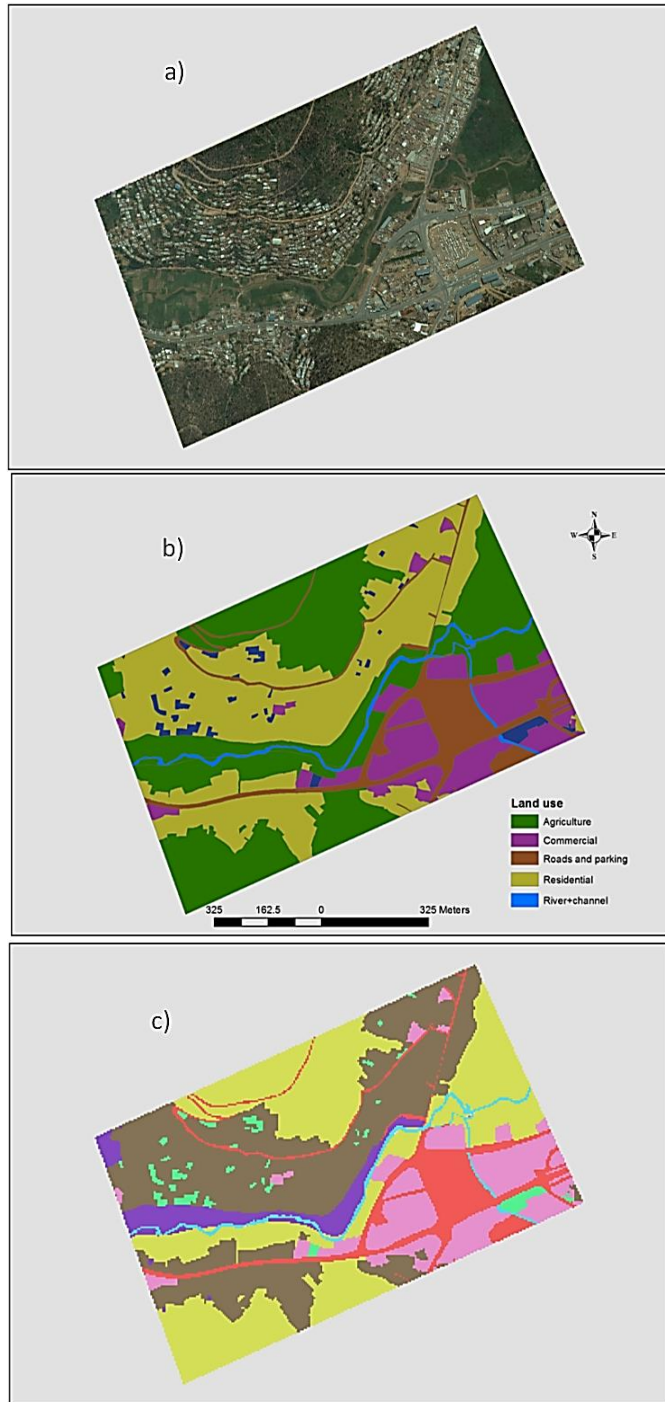 a)
b)
N
W E
S
Land use
Agriculture
Commercial
Roads and parking
Residential
River+channel
325 162.5 0 325 Meters
c)